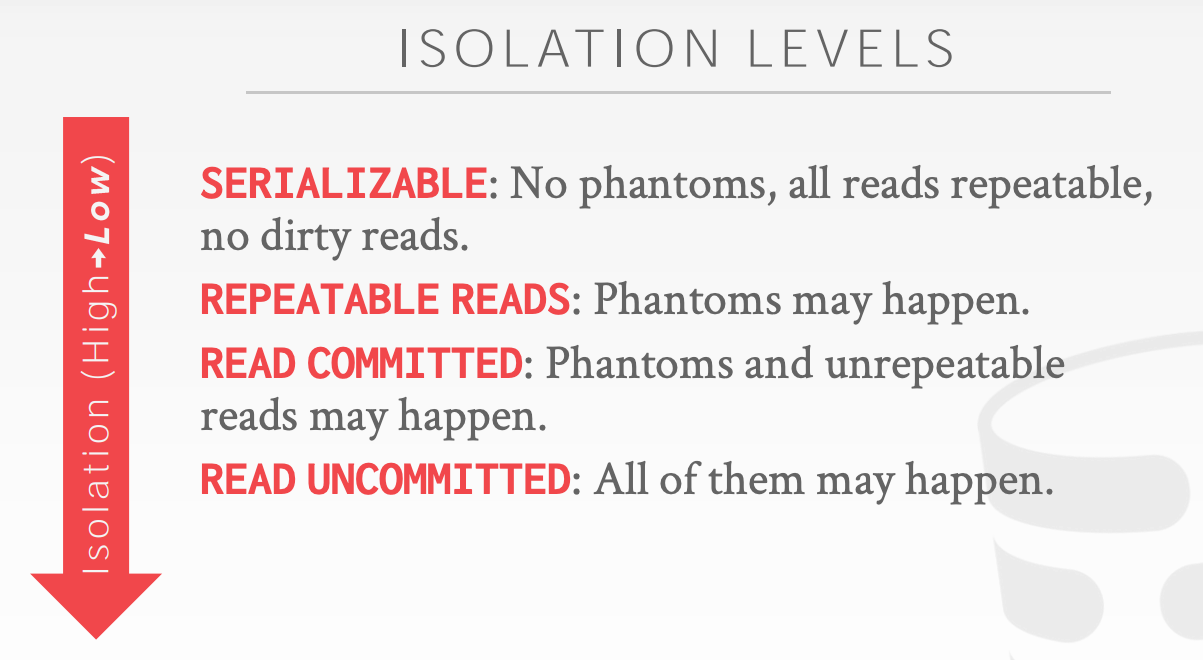 ISOLATION LEVELS
Isolation (High→Low)
SERIALIZABLE: No phantoms, all reads repeatable,
no dirty reads.
REPEATABLE READS: Phantoms may happen.
READ COMMITTED: Phantoms and unrepeatable
reads may happen.
READ UNCOMMITTED: All of them may happen.